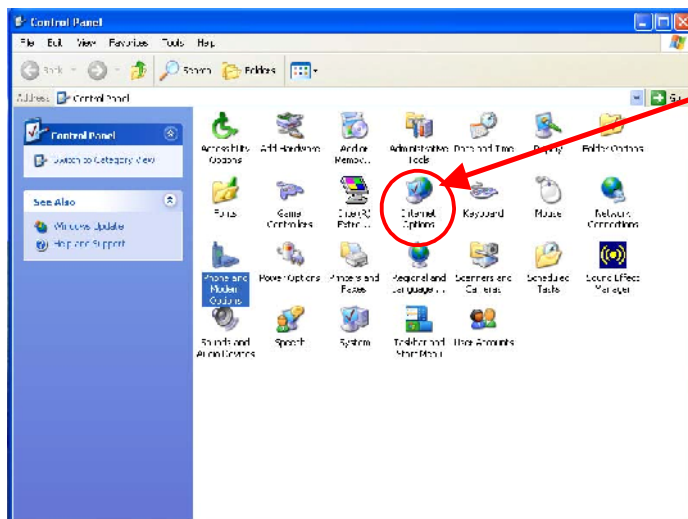 Control Panel
File Edit View Favorites Tools Help
Back Search Folders
Address Control Panel Go
Control Panel
Switch to Category View
See Also
Windows Update
Help and Support
Accessibility Options
Add Hardware
Add or Remov...
Administrative Tools
Date and Time
Display
Folder Options
Fonts
Game Controllers
Intel(R) Extre...
Internet Options
Keyboard
Mouse
Network Connections
Phone and Modem Options
Power Options
Printers and Faxes
Regional and Language ...
Scanners and Cameras
Scheduled Tasks
Sound Effect Manager
Sounds and Audio Devices
Speech
System
Taskbar and Start Menu
User Accounts